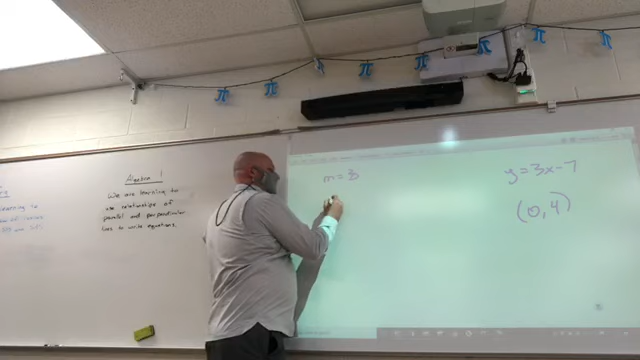 Algebra 1
We are learning to
use relationships of
parallel and perpendicular
lines to write equations.
m = 3
y = 3x - 7
(0, 4)
π π π π π π π π